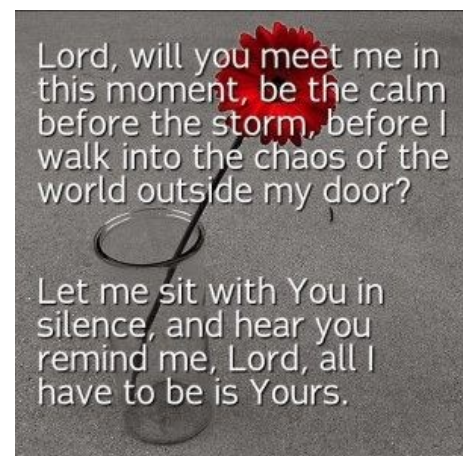 Lord, will you meet me in
this moment, be the calm
before the storm, before I
walk into the chaos of the
world outside my door?
Let me sit with You in
silence, and hear you
remind me, Lord, all I
have to be is Yours.